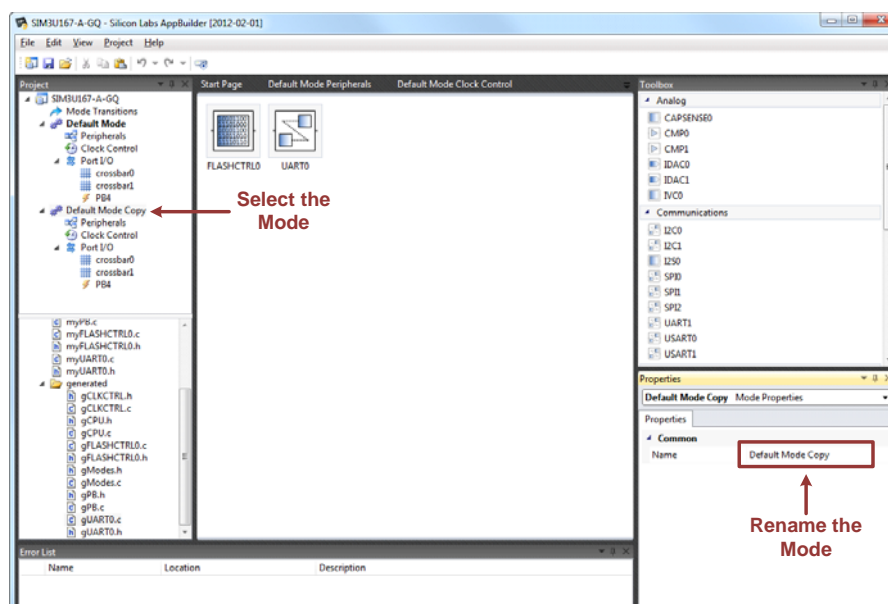 SIM3U167-A-GQ - Silicon Labs AppBuilder [2012-02-01]
File Edit View Project Help
Project
SIM3U167-A-GQ
Mode Transitions
Default Mode
Peripherals
Clock Control
Port I/O
crossbar0
crossbar1
PB4
Default Mode Copy
Peripherals
Clock Control
Port I/O
crossbar0
crossbar1
PB4
myPB.c
myFLASHCTRL0.c
myFLASHCTRL0.h
myUART0.c
myUART0.h
generated
gCLKCTRL.h
gCLKCTRL.c
gCPU.h
gCPU.c
gFLASHCTRL0.c
gFLASHCTRL0.h
gModes.h
gModes.c
gPB.h
gPB.c
gUART0.c
gUART0.h
Start Page Default Mode Peripherals Default Mode Clock Control
FLASHCTRL0 UART0
Select the
Mode
Toolbox
Analog
CAPSENSE0
CMP0
CMP1
IDAC0
IDAC1
IVC0
Communications
I2C0
I2C1
I2S0
SPI0
SPI1
SPI2
UART1
USART0
USART1
Properties
Default Mode Copy Mode Properties
Properties
Common
Name Default Mode Copy
Rename the
Mode
Error List
Name Location Description